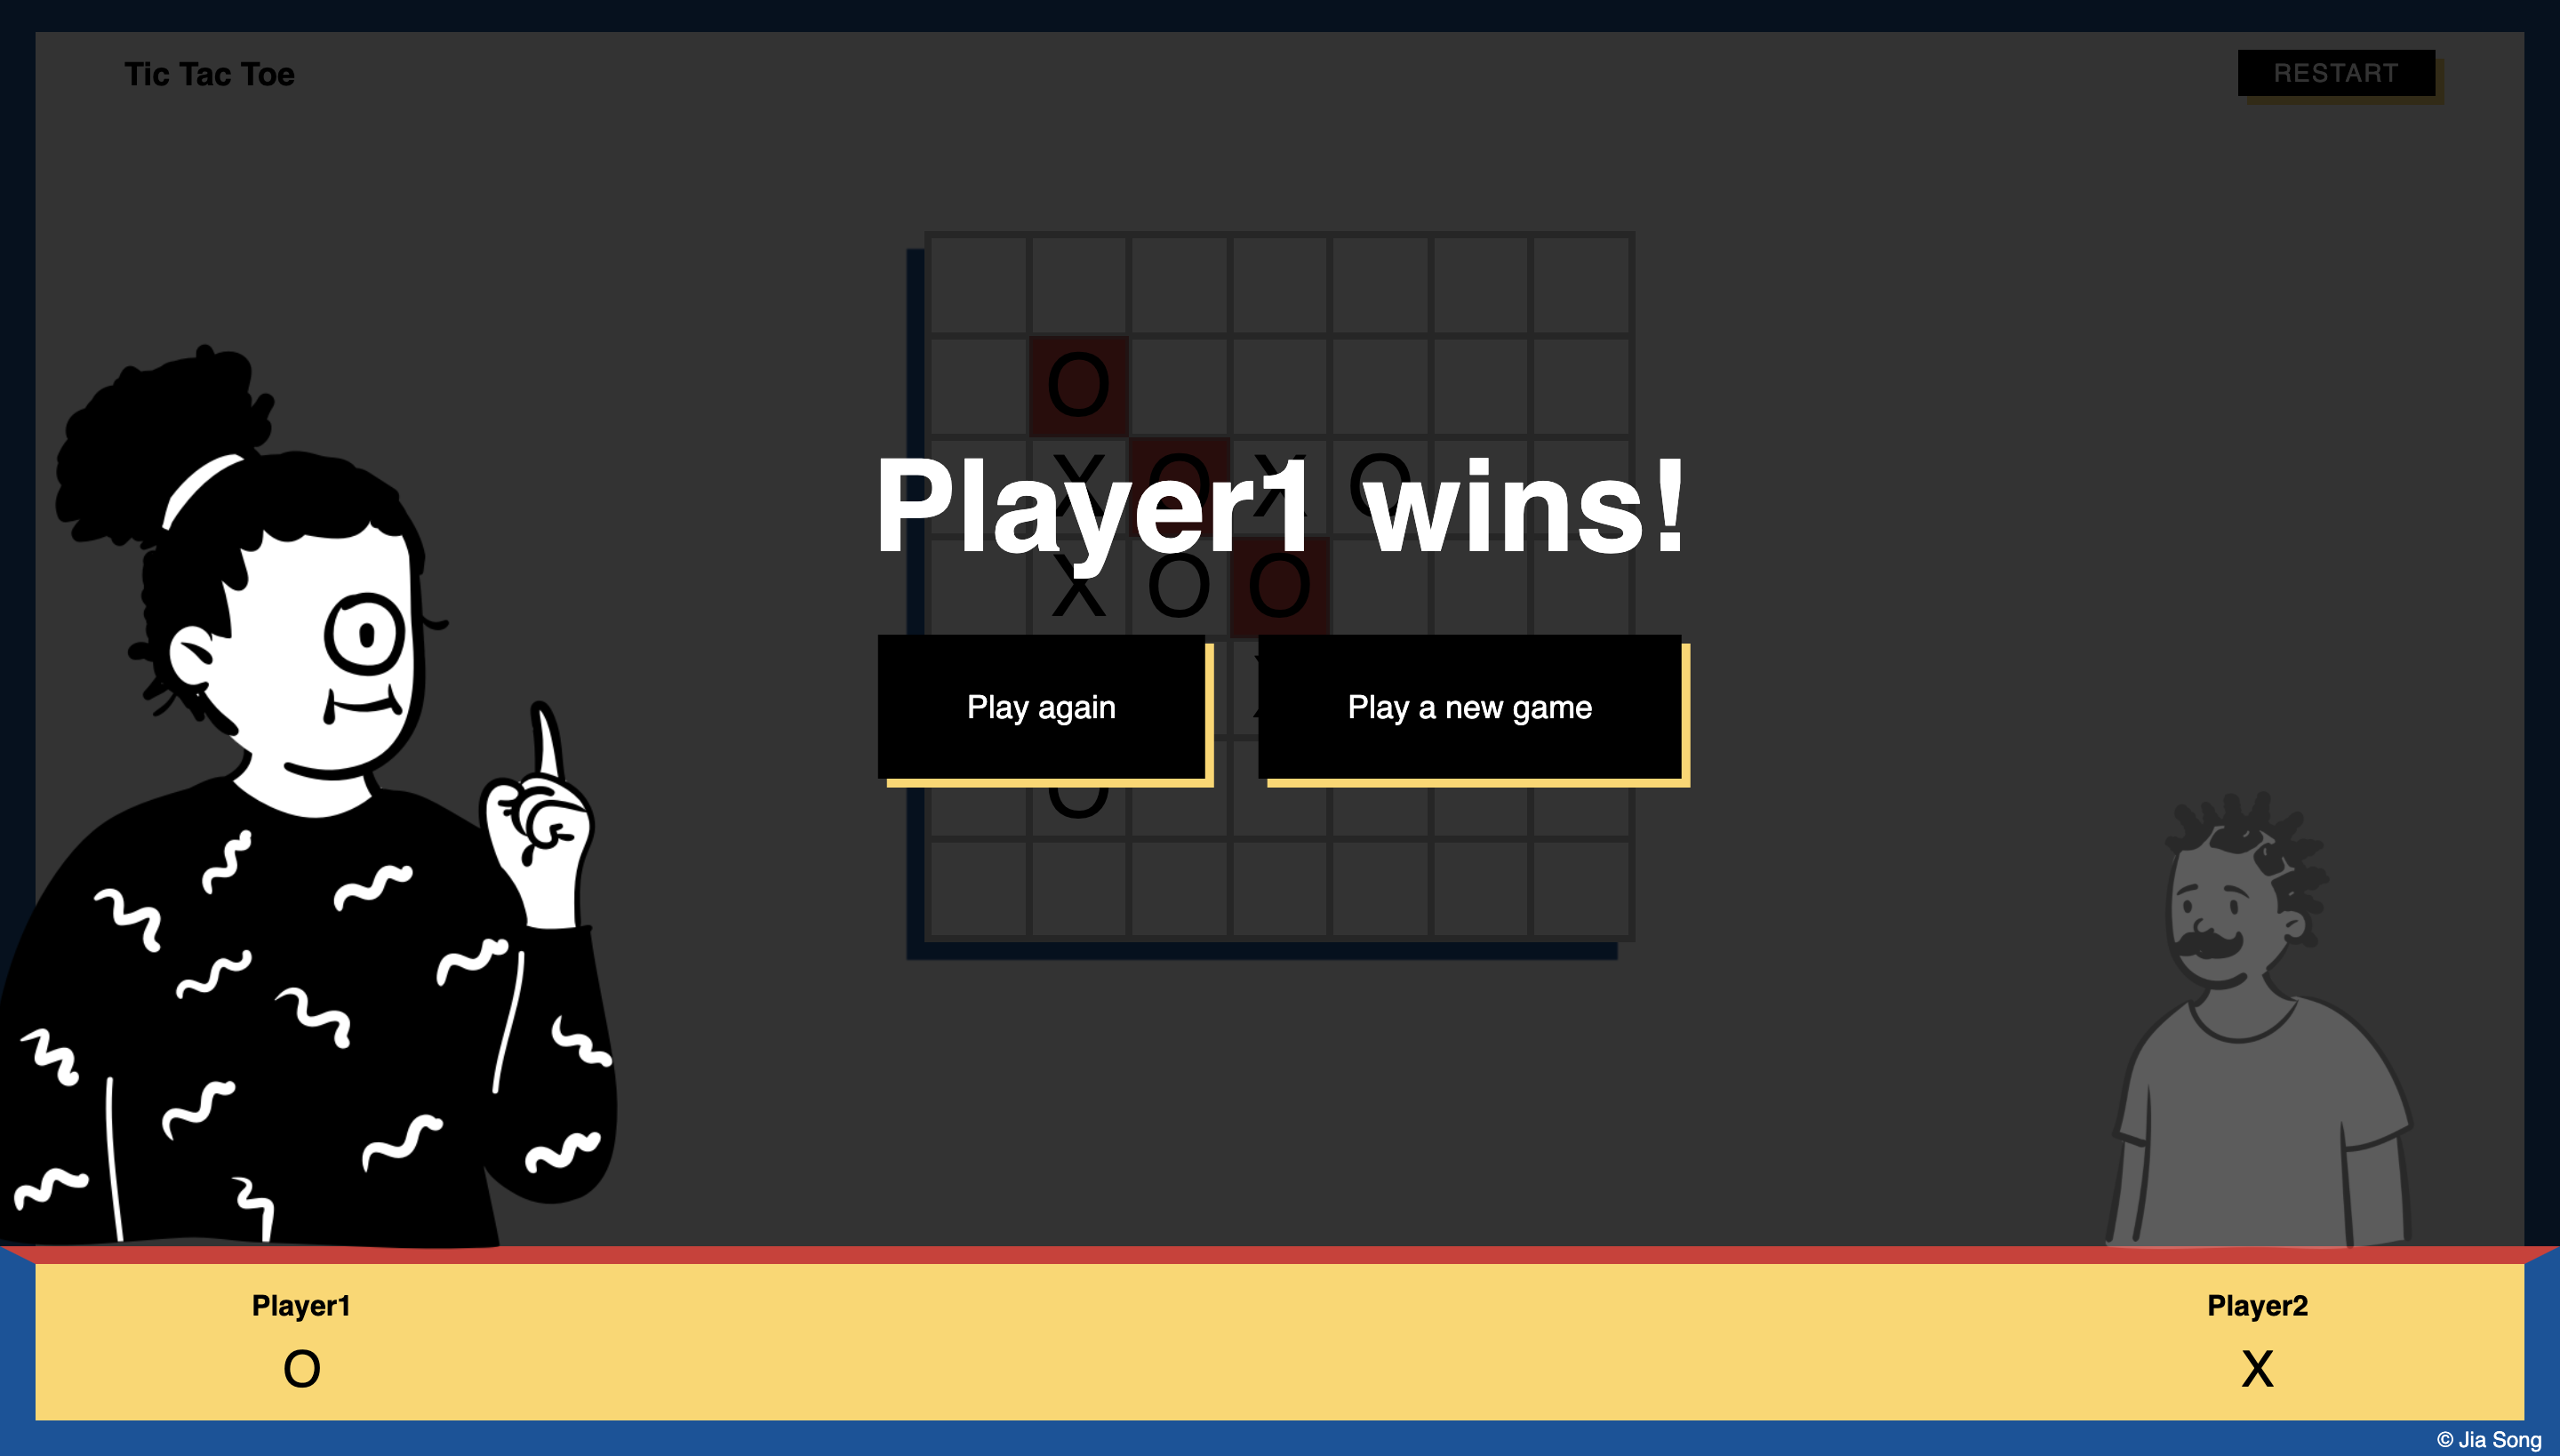 Tic Tac Toe
RESTART
O
X O X O
Player1 wins!
X O O
Play again
Play a new game
O
Player1
Player2
O
X
© Jia Song